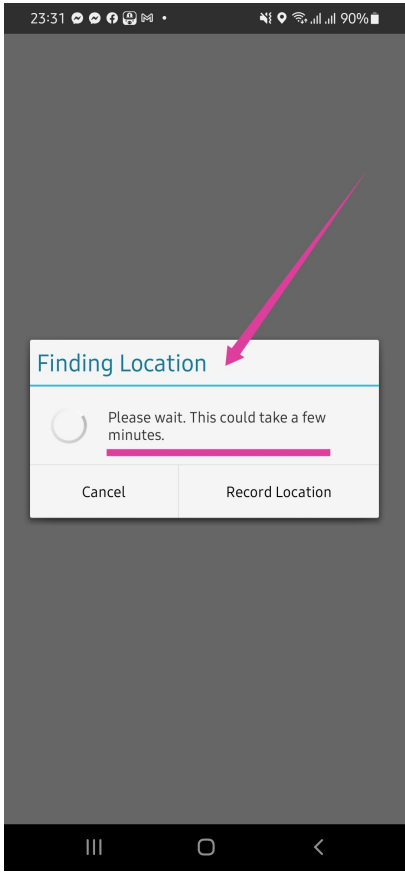 23:31 90%
Finding Location
Please wait. This could take a few
minutes.
Cancel Record Location